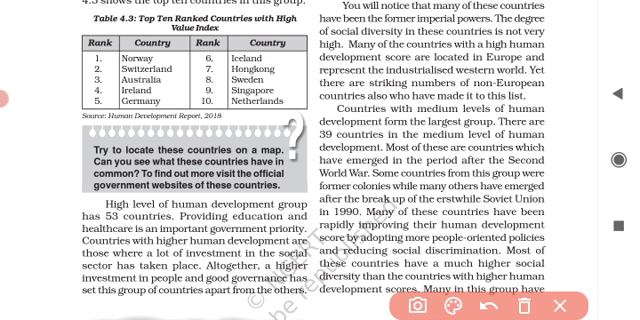 4.3 shows the top ten countries in this group.
Table 4.3: Top Ten Ranked Countries with High
Value Index
Rank Country Rank Country
1. Norway 6. Iceland
2. Switzerland 7. Hongkong
3. Australia 8. Sweden
4. Ireland 9. Singapore
5. Germany 10. Netherlands
Source: Human Development Report, 2018
?
Try to locate these countries on a map.
Can you see what these countries have in
common? To find out more visit the official
government websites of these countries.
High level of human development group
has 53 countries. Providing education and
healthcare is an important government priority.
Countries with higher human development are
those where a lot of investment in the social
sector has taken place. Altogether, a higher
investment in people and good governance has
set this group of countries apart from the others.
You will notice that many of these countries
have been the former imperial powers. The degree
of social diversity in these countries is not very
high. Many of the countries with a high human
development score are located in Europe and
represent the industrialised western world. Yet
there are striking numbers of non-European
countries also who have made it to this list.
Countries with medium levels of human
development form the largest group. There are
39 countries in the medium level of human
development. Most of these are countries which
have emerged in the period after the Second
World War. Some countries from this group were
former colonies while many others have emerged
after the break up of the erstwhile Soviet Union
in 1990. Many of these countries have been
rapidly improving their human development
score by adopting more people-oriented policies
and reducing social discrimination. Most of
these countries have a much higher social
diversity than the countries with higher human
development scores. Many in this group have
© NCERT
be republished